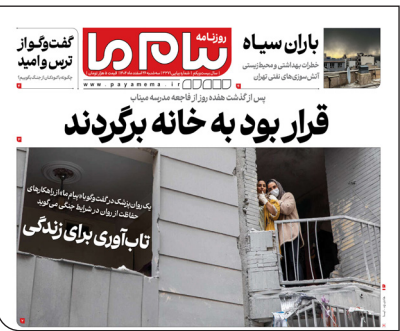 باران سیاه
خطرات بهداشتی و محیط‌زیستی
آتش‌سوزی‌های نفتی تهران
روزنامه
پیام ما
www.payamema.ir
گفت‌وگو از
ترس و امید
پس از گذشت هفده روز از فاجعه مدرسه میناب
قرار بود به خانه برگردند
یک روان‌پزشک در گفت‌وگو با «پیام ما» از راهکارهای
حفاظت از روان در شرایط جنگی می‌گوید
تاب‌آوری برای زندگی